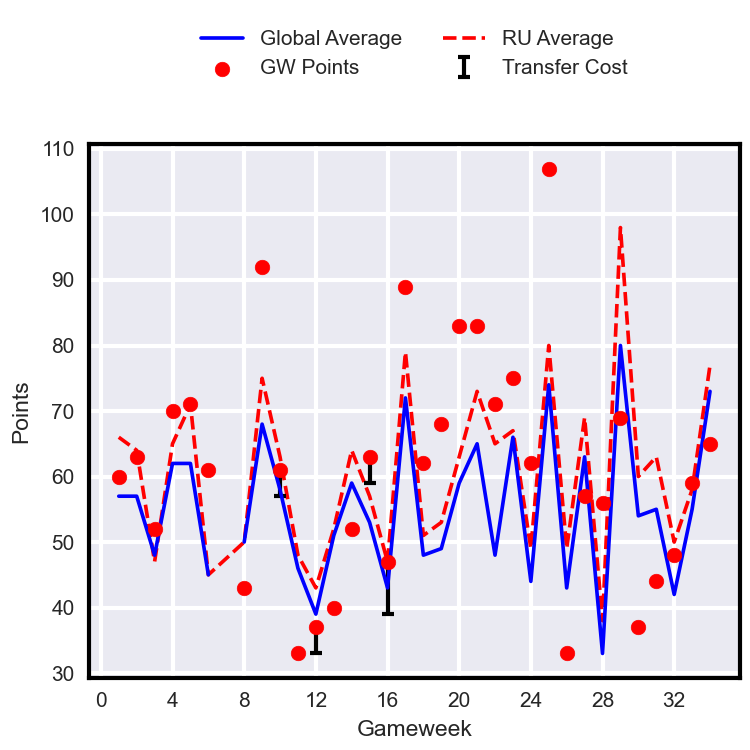 Global Average
RU Average
GW Points
Transfer Cost
110
100
90
80
70
60
50
40
30
Points
0 4 8 12 16 20 24 28 32
Gameweek